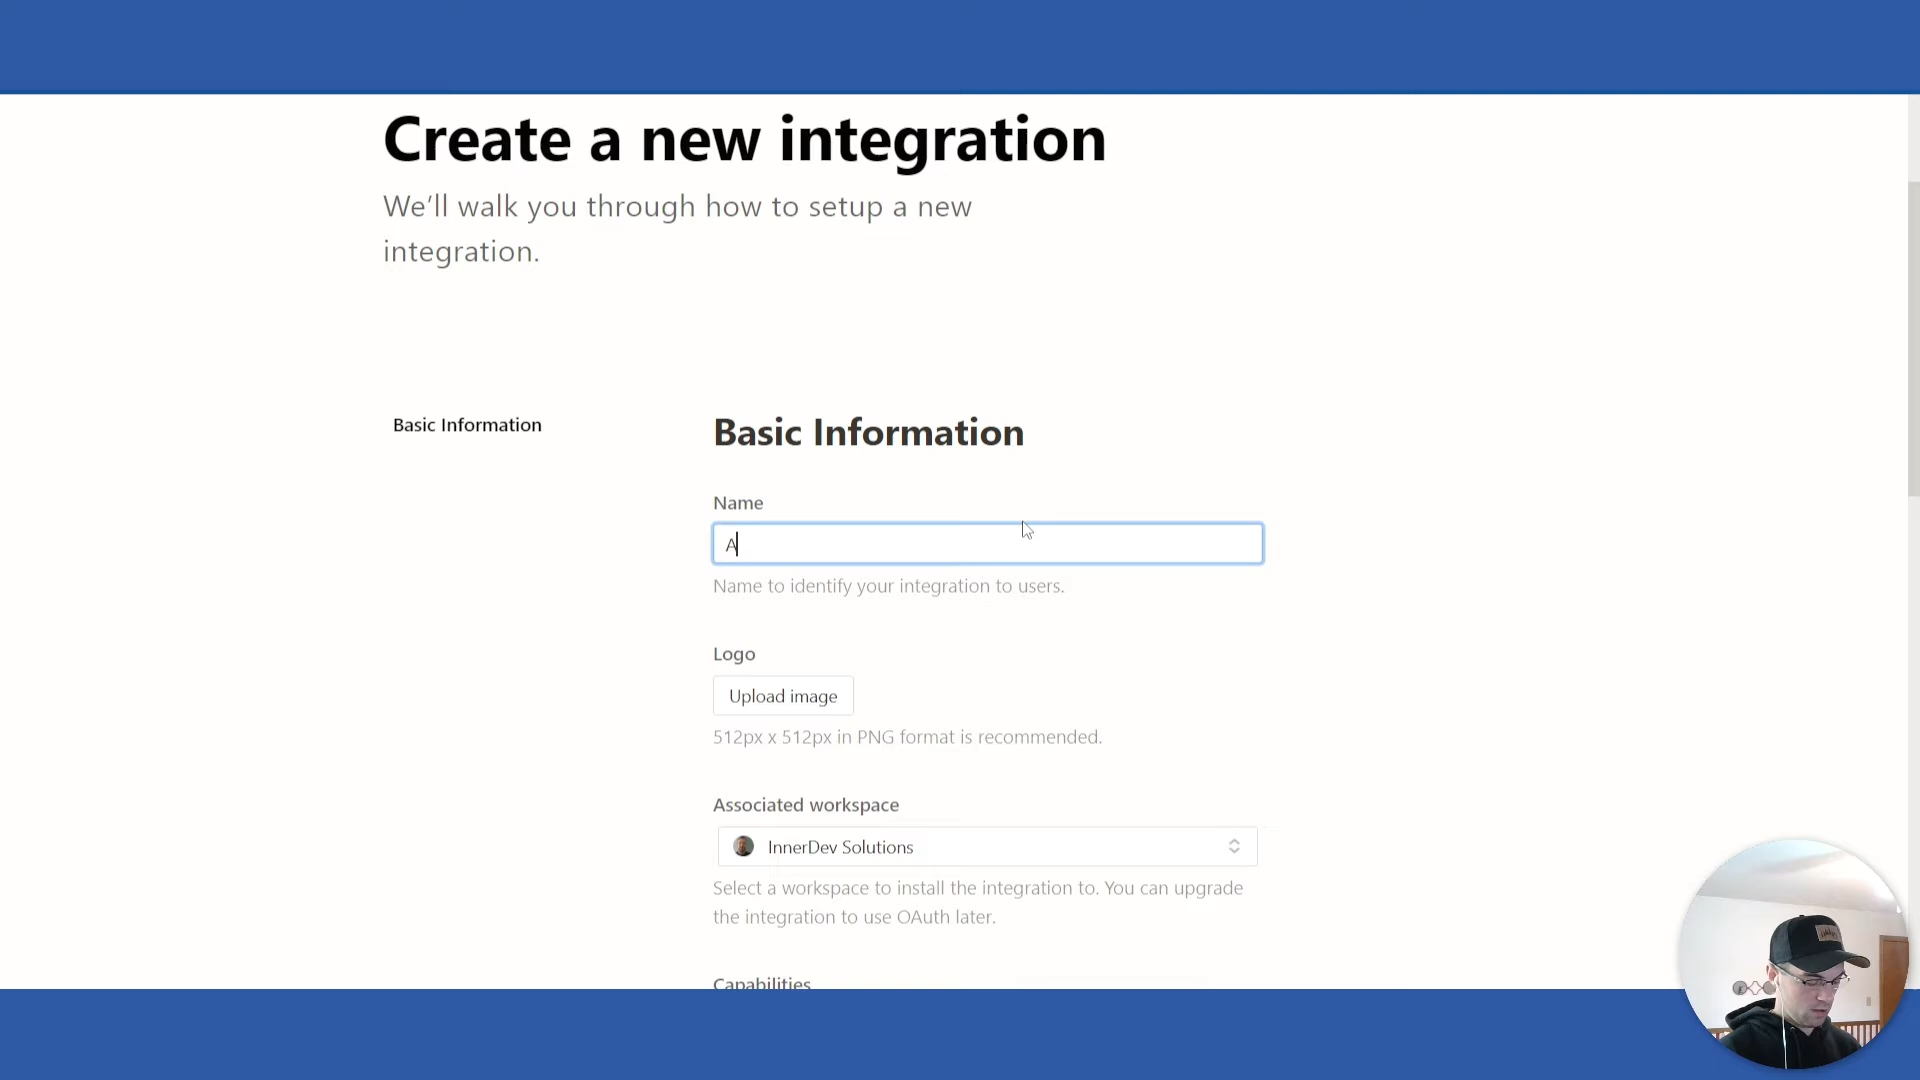 Create a new integration
We’ll walk you through how to setup a new
integration.
Basic Information
Basic Information
Name
A
Name to identify your integration to users.
Logo
Upload image
512px x 512px in PNG format is recommended.
Associated workspace
InnerDev Solutions
Select a workspace to install the integration to. You can upgrade
the integration to use OAuth later.
Capabilities